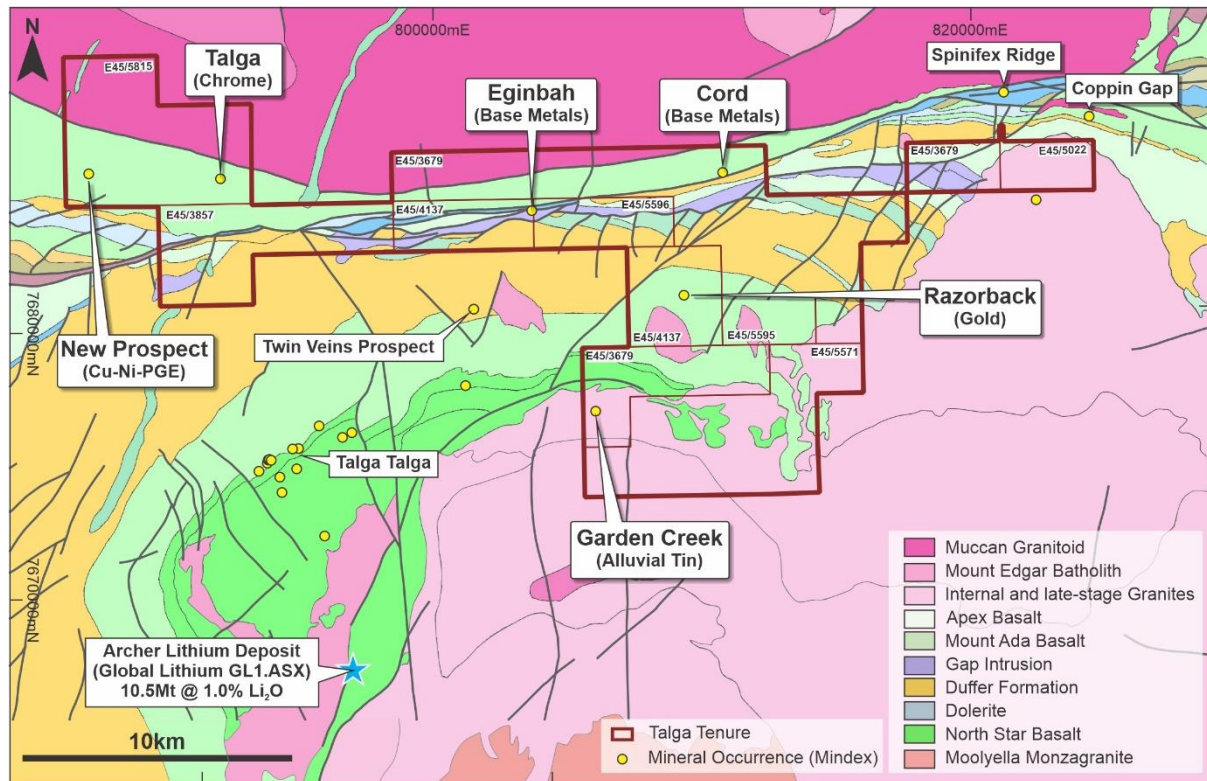 N
800000mE
820000mE
E45/5815
Talga
(Chrome)
Eginbah
(Base Metals)
Cord
(Base Metals)
Spinifex Ridge
Coppin Gap
E45/3679
E45/3679
E45/5022
E45/3857
E45/4137
E45/5596
7680000mN
New Prospect
(Cu-Ni-PGE)
Twin Veins Prospect
Razorback
(Gold)
E45/4137
E45/5595
E45/3679
E45/5571
Talga Talga
Garden Creek
(Alluvial Tin)
7670000mN
Archer Lithium Deposit
(Global Lithium GL1.ASX)
10.5Mt @ 1.0% Li₂O
10km
Talga Tenure
Mineral Occurrence (Mindex)
Muccan Granitoid
Mount Edgar Batholith
Internal and late-stage Granites
Apex Basalt
Mount Ada Basalt
Gap Intrusion
Duffer Formation
Dolerite
North Star Basalt
Moolyella Monzagranite